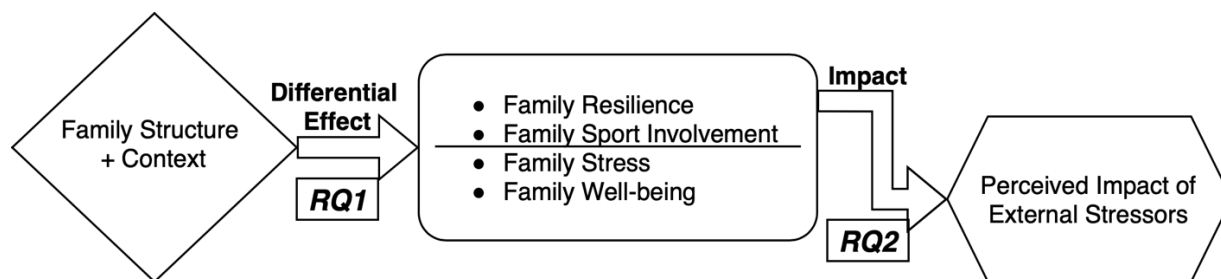 Family Structure
+ Context
Differential
Effect
RQ1
● Family Resilience
● Family Sport Involvement
● Family Stress
● Family Well-being
Impact
RQ2
Perceived Impact of
External Stressors